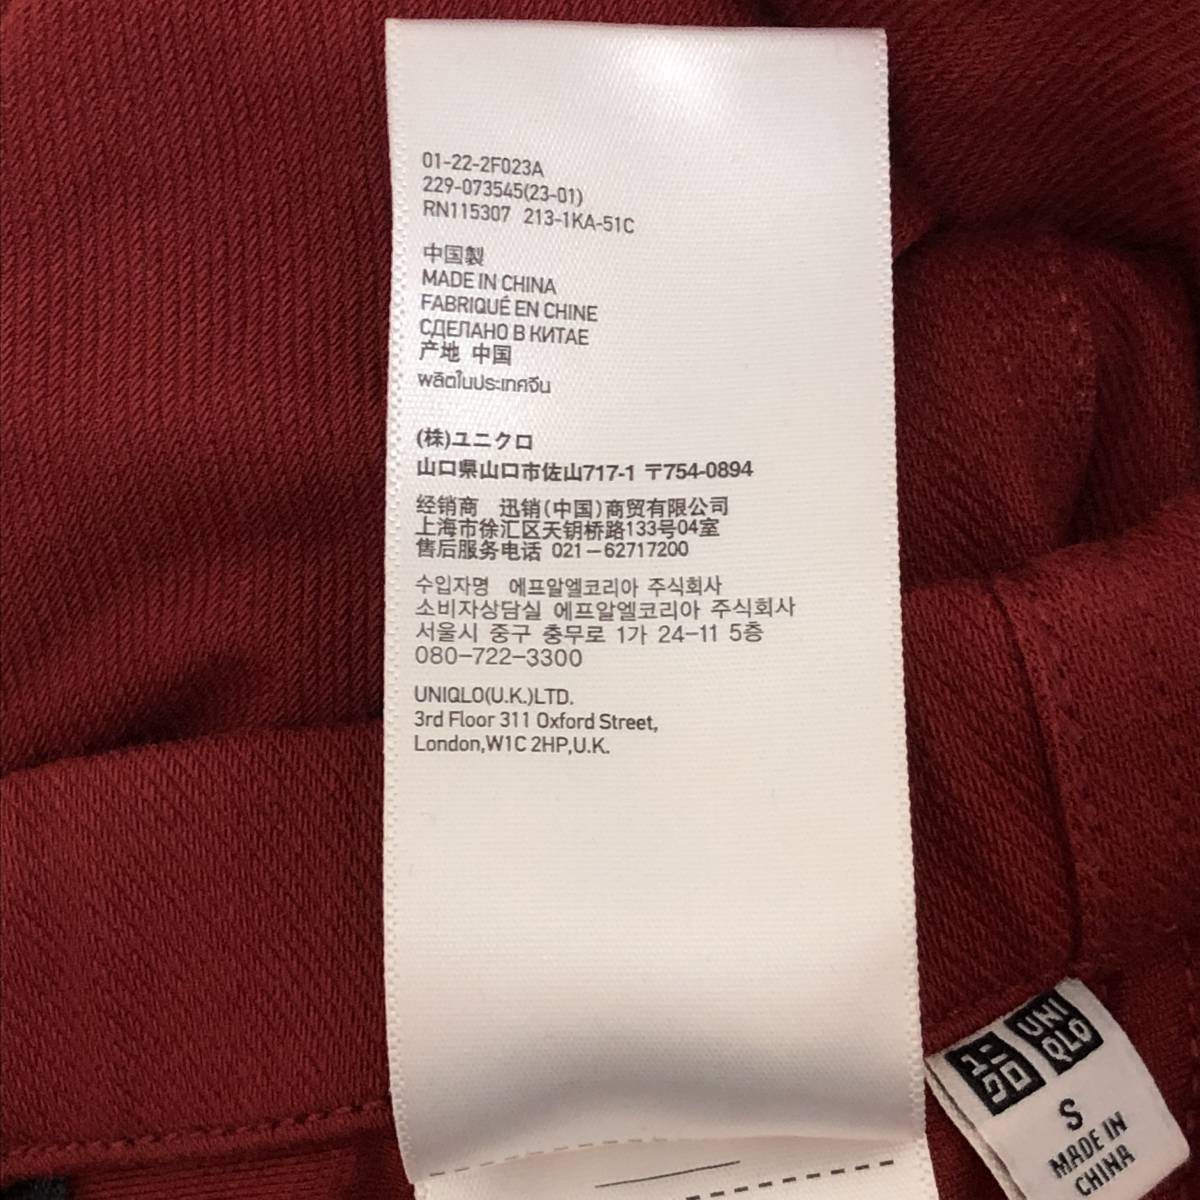 01-22-2F023A
229-073545(23-01)
RN115307 213-1KA-51C
中国製
MADE IN CHINA
FABRIQUÉ EN CHINE
СДЕЛАНО В КИТАЕ
产地 中国
ผลิตในประเทศจีน
(株)ユニクロ
山口県山口市佐山717-1 〒754-0894
经销商 迅销(中国)商贸有限公司
上海市徐汇区天钥桥路133号04室
售后服务电话 021-62717200
수입자명 에프알엘코리아 주식회사
소비자상담실 에프알엘코리아 주식회사
서울시 중구 충무로 1가 24-11 5층
080-722-3300
UNIQLO(U.K.)LTD.
3rd Floor 311 Oxford Street,
London,W1C 2HP,U.K.
ユニ
クロ
UNI
QLO
S
MADE IN
CHINA